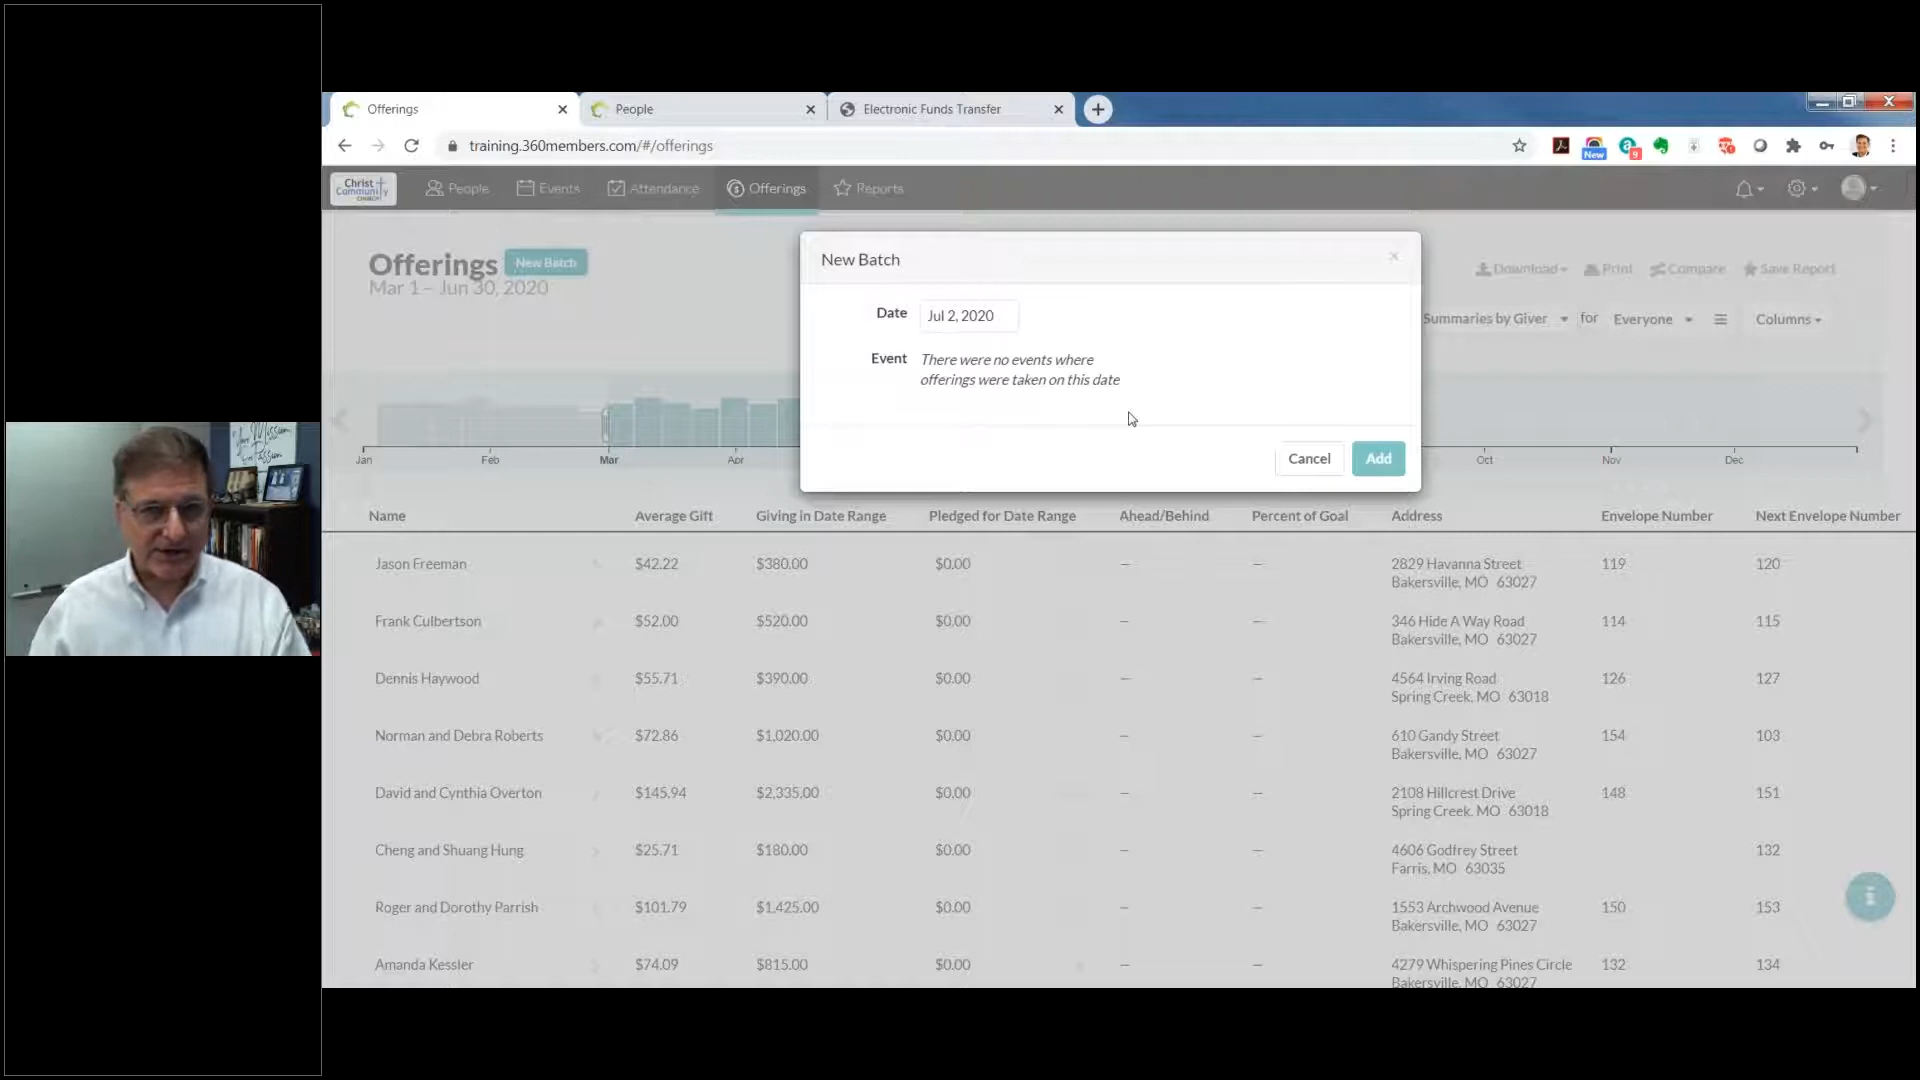 Offerings
People
Electronic Funds Transfer
training.360members.com/#/offerings
New
9
Christ
Community
CHURCH
People
Events
Attendance
Offerings
Reports
Offerings
New Batch
Mar 1 – Jun 30, 2020
Download
Print
Compare
Save Report
Summaries by Giver
for
Everyone
Columns
New Batch
Date
Jul 2, 2020
Event
There were no events where
offerings were taken on this date
Cancel
Add
Jan
Feb
Mar
Apr
Oct
Nov
Dec
Name Average Gift Giving in Date Range Pledged for Date Range Ahead/Behind Percent of Goal Address Envelope Number Next Envelope Number
Jason Freeman $42.22 $380.00 $0.00 – – 2829 Havanna Street 119 120
Bakersville, MO 63027
Frank Culbertson $52.00 $520.00 $0.00 – – 346 Hide A Way Road 114 115
Bakersville, MO 63027
Dennis Haywood $55.71 $390.00 $0.00 – – 4564 Irving Road 126 127
Spring Creek, MO 63018
Norman and Debra Roberts $72.86 $1,020.00 $0.00 – – 610 Gandy Street 154 103
Bakersville, MO 63027
David and Cynthia Overton $145.94 $2,335.00 $0.00 – – 2108 Hillcrest Drive 148 151
Spring Creek, MO 63018
Cheng and Shuang Hung $25.71 $180.00 $0.00 – – 4606 Godfrey Street 132
Farris, MO 63035
Roger and Dorothy Parrish $101.79 $1,425.00 $0.00 – – 1553 Archwood Avenue 150 153
Bakersville, MO 63027
Amanda Kessler $74.09 $815.00 $0.00 – – 4279 Whispering Pines Circle 132 134
Bakersville, MO 63027